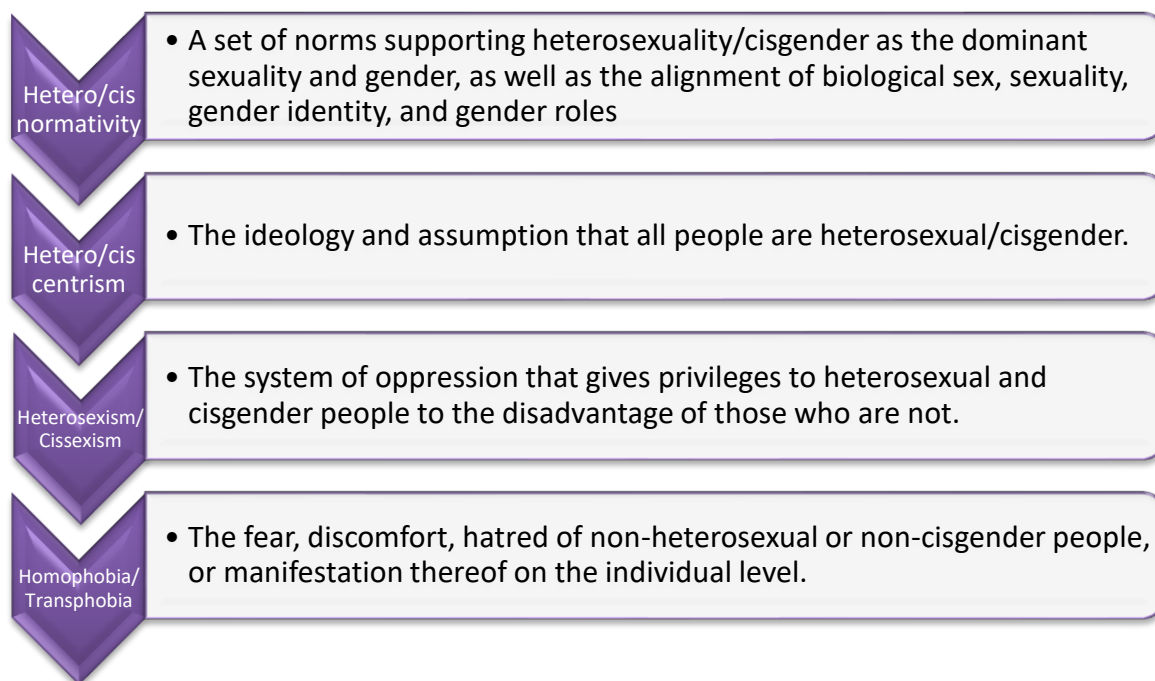 Hetero/cis
normativity
• A set of norms supporting heterosexuality/cisgender as the dominant
sexuality and gender, as well as the alignment of biological sex, sexuality,
gender identity, and gender roles
Hetero/cis
centrism
• The ideology and assumption that all people are heterosexual/cisgender.
Heterosexism/
Cissexism
• The system of oppression that gives privileges to heterosexual and
cisgender people to the disadvantage of those who are not.
Homophobia/
Transphobia
• The fear, discomfort, hatred of non-heterosexual or non-cisgender people,
or manifestation thereof on the individual level.